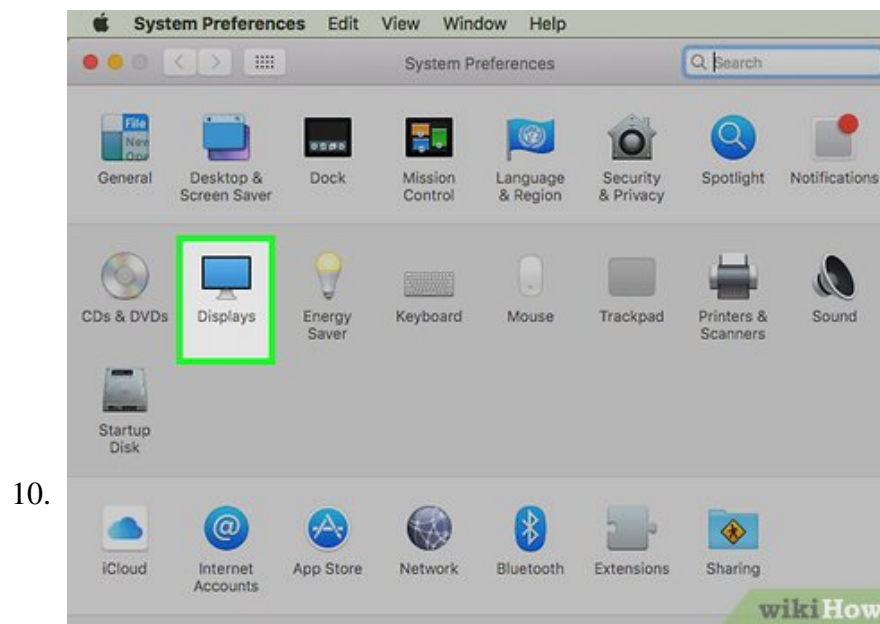 System Preferences Edit View Window Help
System Preferences
Search
File
New
Ope
General
Desktop &
Screen Saver
Dock
Mission
Control
Language
& Region
Security
& Privacy
Spotlight
Notifications
CDs & DVDs
Displays
Energy
Saver
Keyboard
Mouse
Trackpad
Printers &
Scanners
Sound
Startup
Disk
10.
iCloud
@
Internet
Accounts
App Store
Network
Bluetooth
Extensions
Sharing
wikiHow